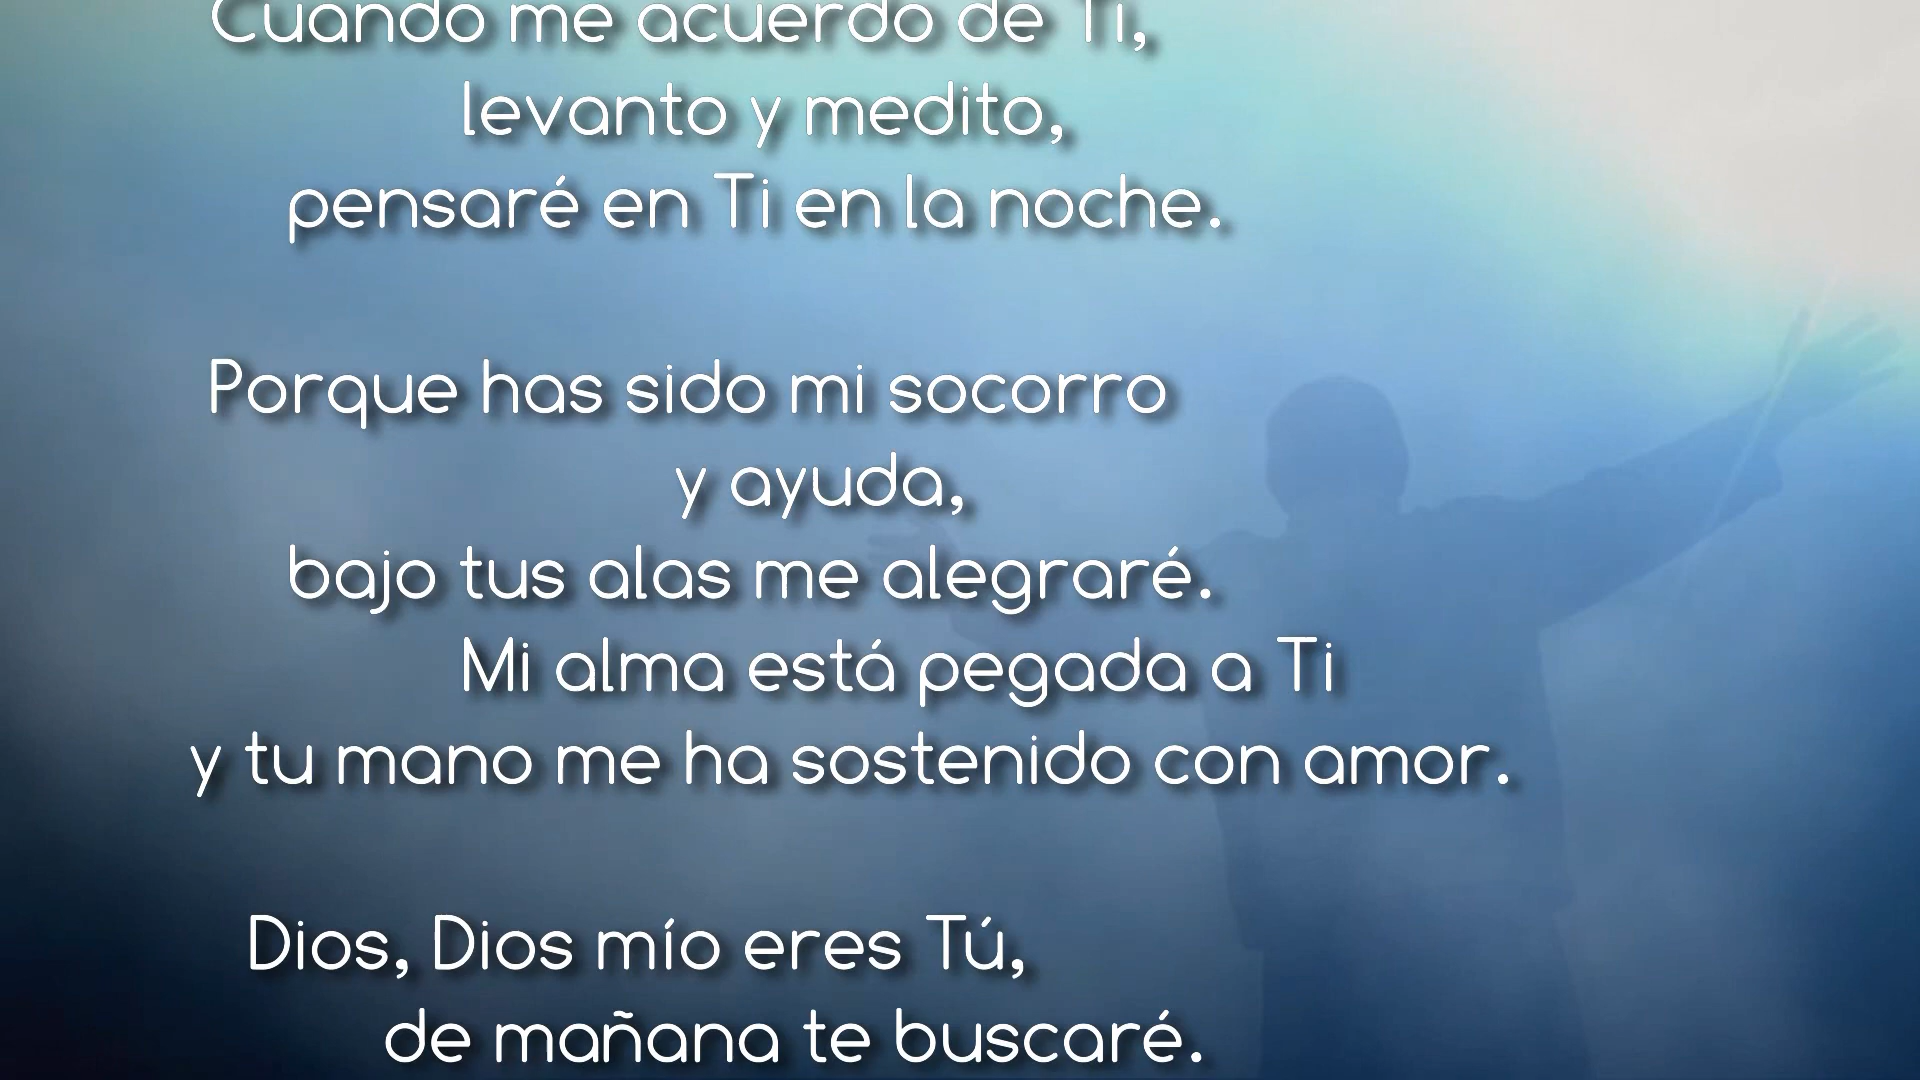 Cuando me acuerdo de Ti,
levanto y medito,
pensaré en Ti en la noche.
Porque has sido mi socorro
y ayuda,
bajo tus alas me alegraré.
Mi alma está pegada a Ti
y tu mano me ha sostenido con amor.
Dios, Dios mío eres Tú,
de mañana te buscaré.